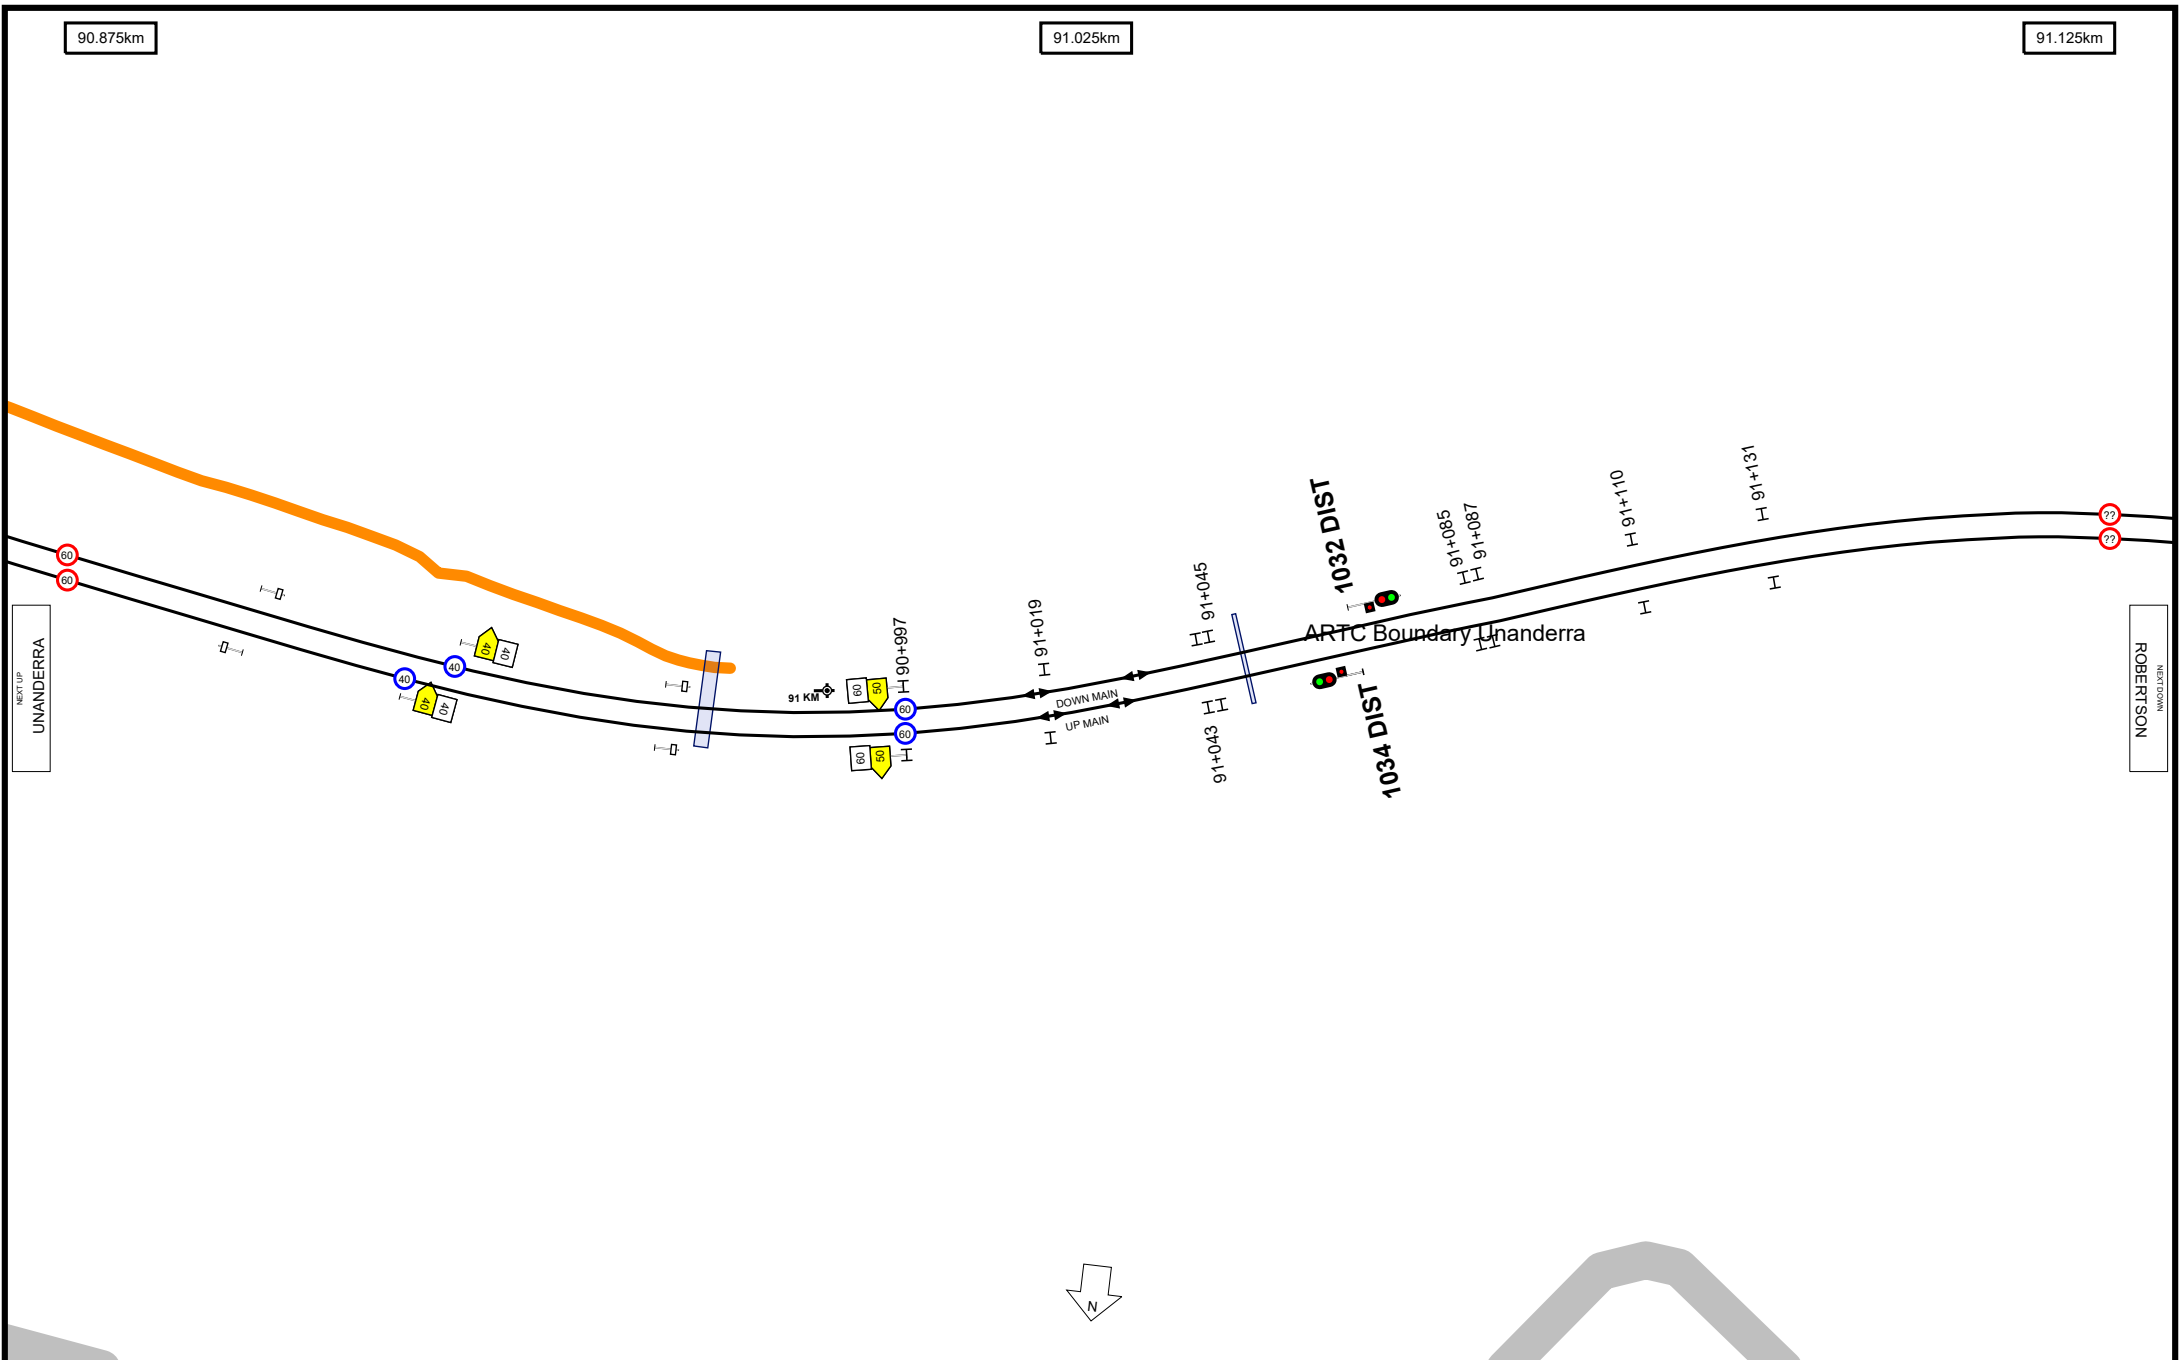 90.875km
91.025km
91.125km
91+131
91+110
1032 DIST
91+085
91+087
91+045
91+019
90+997
ARTC Boundary Unanderra
60
60
NEXT UP
UNANDERRA
40
40
40
40
40
40
91 KM
60
50
60
60
60
50
DOWN MAIN
UP MAIN
91+043
1034 DIST
??
??
NEXT DOWN
ROBERTSON
N